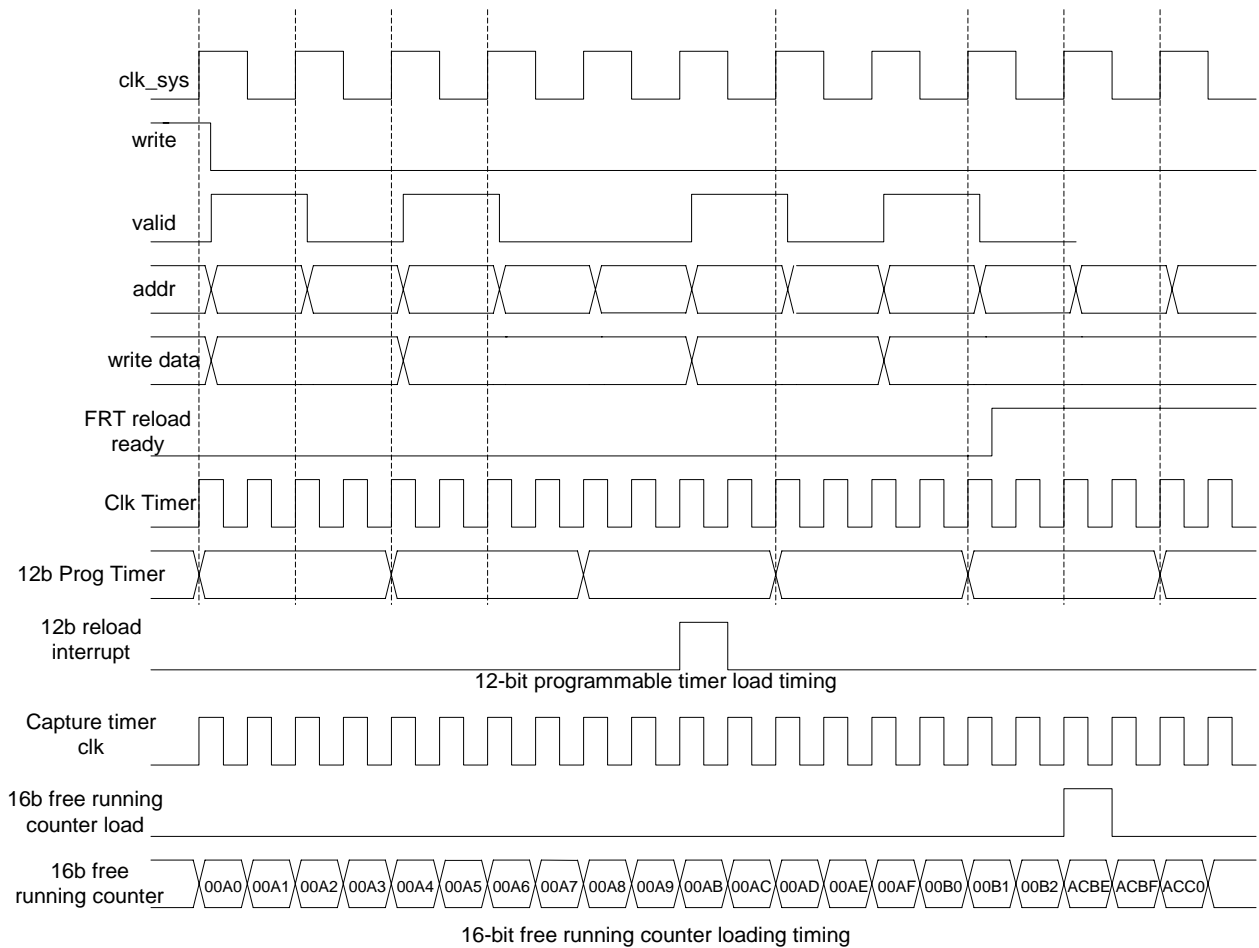 clk_sys
write
valid
addr
write data
FRT reload
ready
Clk Timer
12b Prog Timer
12b reload
interrupt
12-bit programmable timer load timing
Capture timer
clk
16b free running
counter load
16b free
running counter
00A0 00A1 00A2 00A3 00A4 00A5 00A6 00A7 00A8 00A9 00AB 00AC 00AD 00AE 00AF 00B0 00B1 00B2 ACBE ACBF ACC0
16-bit free running counter loading timing